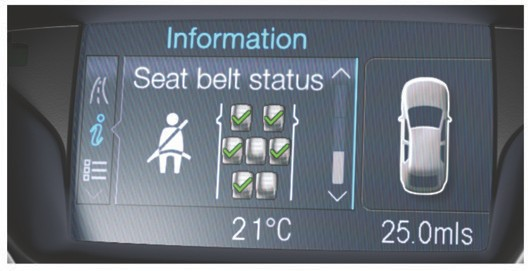 Information
Seat belt status
21°C
25.0mls